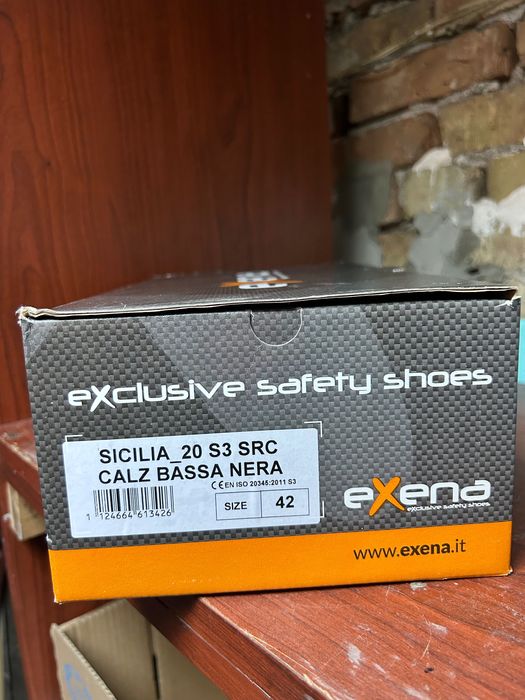 eXclusive safety shoes
SICILIA_20 S3 SRC
CALZ BASSA NERA
CE EN ISO 20345:2011 S3
1 124664 613426
SIZE 42
eXena
exclusive safety shoes
www.exena.it